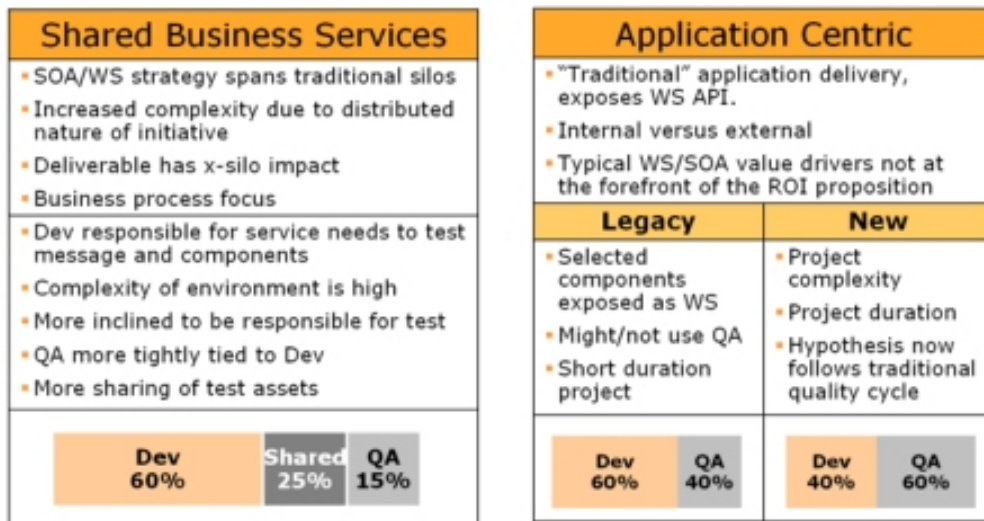 Shared Business Services
SOA/WS strategy spans traditional silos
Increased complexity due to distributed
nature of initiative
Deliverable has x-silo impact
Business process focus
Dev responsible for service needs to test
message and components
Complexity of environment is high
More inclined to be responsible for test
QA more tightly tied to Dev
More sharing of test assets
Dev
60%
Shared
25%
QA
15%
Application Centric
"Traditional" application delivery,
exposes WS API.
Internal versus external
Typical WS/SOA value drivers not at
the forefront of the ROI proposition
Legacy
Selected
components
exposed as WS
Might/not use QA
Short duration
project
Dev
60%
QA
40%
New
Project
complexity
Project duration
Hypothesis now
follows traditional
quality cycle
Dev
40%
QA
60%